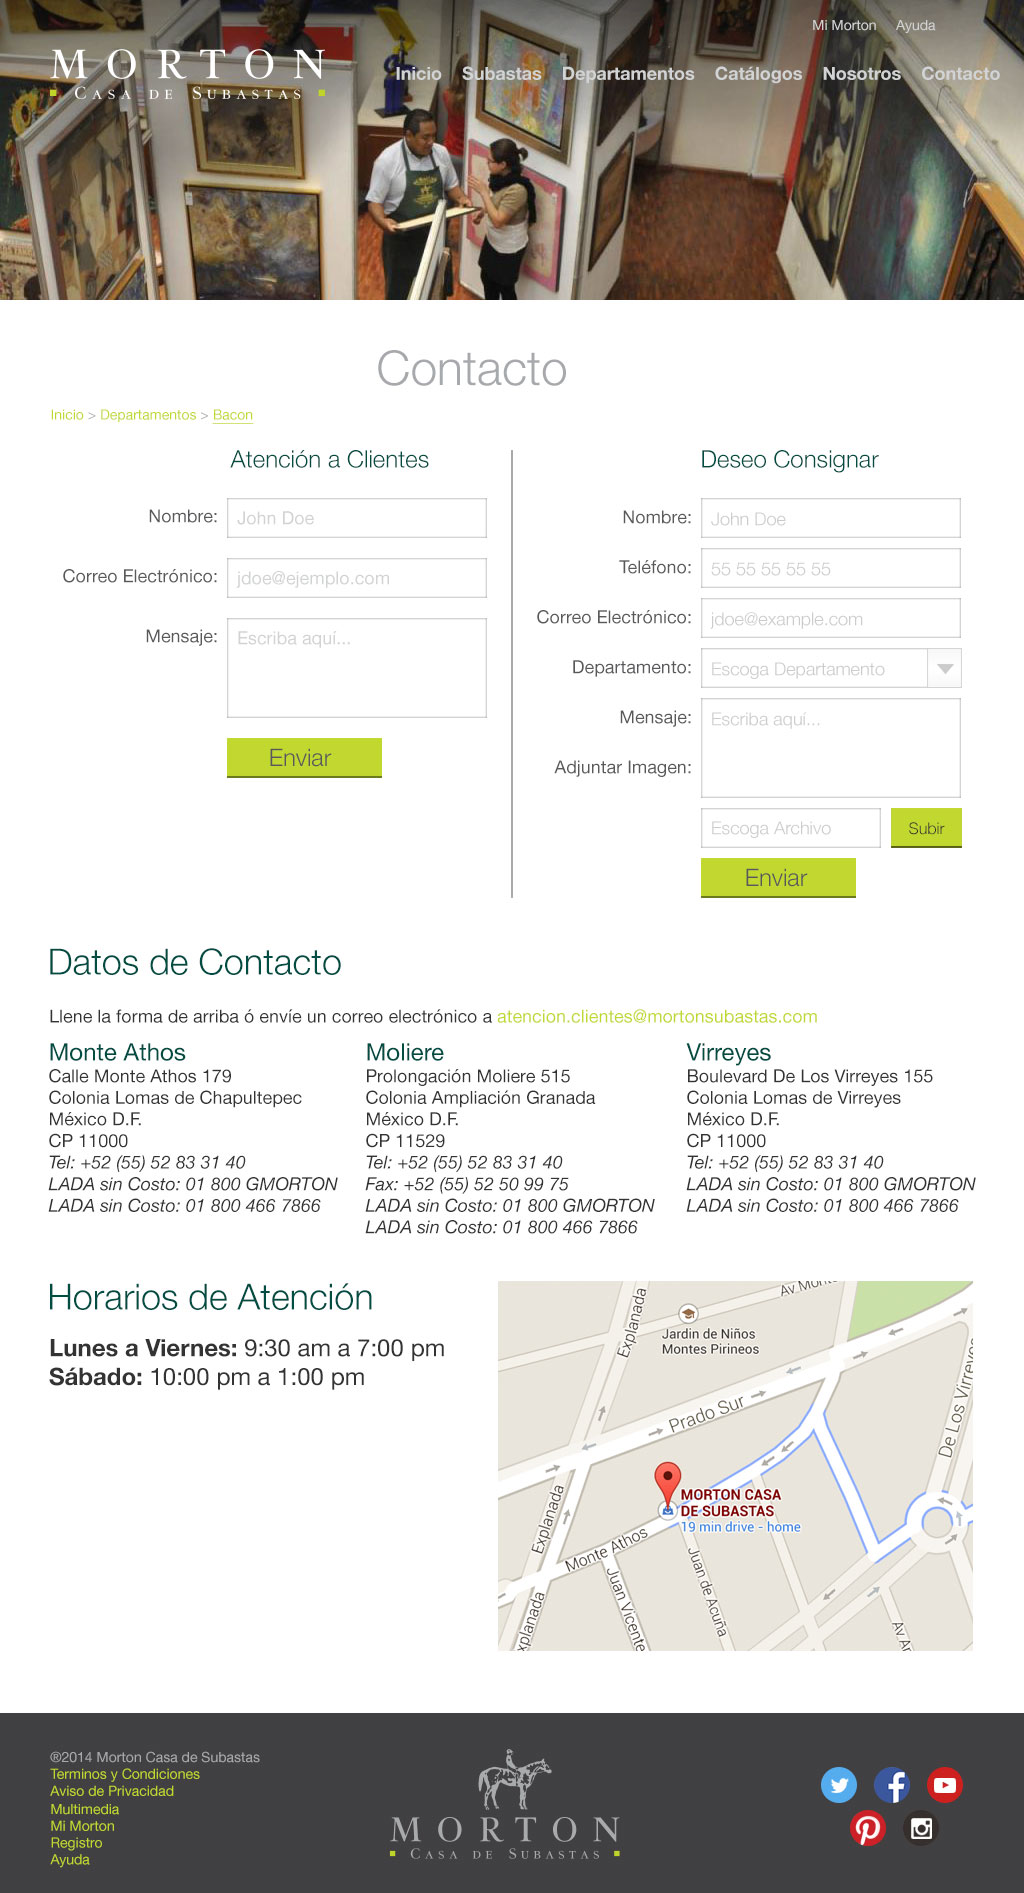 Mi Morton Ayuda
MORTON
CASA DE SUBASTAS
Inicio Subastas Departamentos Catálogos Nosotros Contacto
Contacto
Inicio > Departamentos > Bacon
Atención a Clientes
Nombre: John Doe
Correo Electrónico: jdoe@ejemplo.com
Mensaje: Escriba aquí...
Enviar
Deseo Consignar
Nombre: John Doe
Teléfono: 55 55 55 55 55
Correo Electrónico: jdoe@example.com
Departamento: Escoga Departamento
Mensaje: Escriba aquí...
Adjuntar Imagen:
Escoga Archivo Subir
Enviar
Datos de Contacto
Llene la forma de arriba ó envíe un correo electrónico a atencion.clientes@mortonsubastas.com
Monte Athos
Calle Monte Athos 179
Colonia Lomas de Chapultepec
México D.F.
CP 11000
Tel: +52 (55) 52 83 31 40
LADA sin Costo: 01 800 GMORTON
LADA sin Costo: 01 800 466 7866
Moliere
Prolongación Moliere 515
Colonia Ampliación Granada
México D.F.
CP 11529
Tel: +52 (55) 52 83 31 40
Fax: +52 (55) 52 50 99 75
LADA sin Costo: 01 800 GMORTON
LADA sin Costo: 01 800 466 7866
Virreyes
Boulevard De Los Virreyes 155
Colonia Lomas de Virreyes
México D.F.
CP 11000
Tel: +52 (55) 52 83 31 40
LADA sin Costo: 01 800 GMORTON
LADA sin Costo: 01 800 466 7866
Horarios de Atención
Lunes a Viernes: 9:30 am a 7:00 pm
Sábado: 10:00 pm a 1:00 pm
Explanada
Jardin de Niños
Montes Pirineos
Prado Sur
De Los Virreyes
MORTON CASA
DE SUBASTAS
19 min drive - home
Explanada
Monte Athos
Juan Vicente
Juan de Acuña
®2014 Morton Casa de Subastas
Terminos y Condiciones
Aviso de Privacidad
Multimedia
Mi Morton
Registro
Ayuda
MORTON
CASA DE SUBASTAS